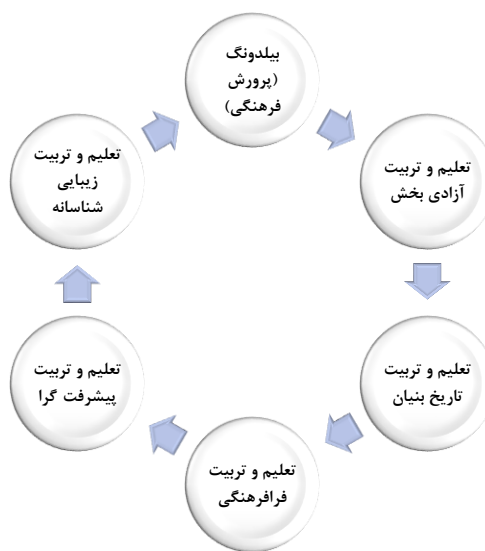 بیلدونگ
(پرورش
فرهنگی)
تعلیم و تربیت
آزادی بخش
تعلیم و تربیت
تاریخ بنیان
تعلیم و تربیت
فرافرهنگی
تعلیم و تربیت
پیشرفت گرا
تعلیم و تربیت
زیبایی
شناسانه